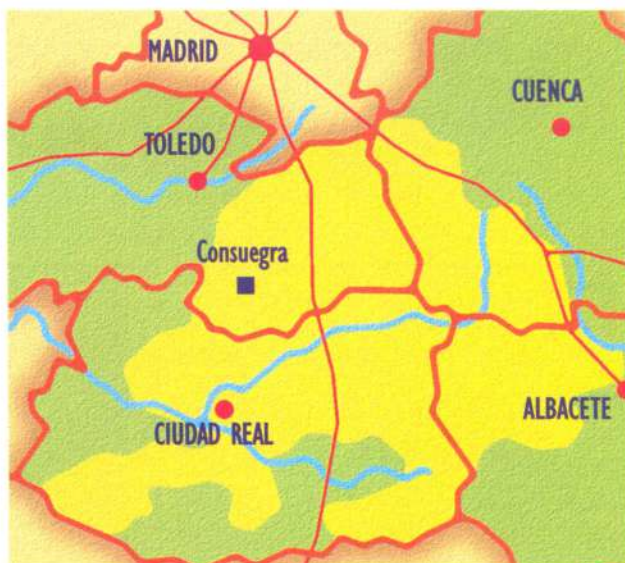 MADRID
CUENCA
TOLEDO
Consuegra
ALBACETE
CIUDAD REAL